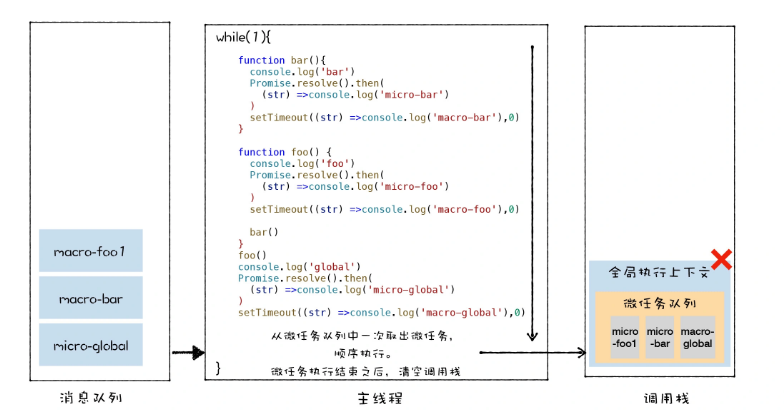 while(1){
function bar(){
console.log('bar')
Promise.resolve().then(
(str) =>console.log('micro-bar')
)
setTimeout((str) =>console.log('macro-bar'),0)
}
function foo() {
console.log('foo')
Promise.resolve().then(
(str) =>console.log('micro-foo')
)
setTimeout((str) =>console.log('macro-foo'),0)
bar()
}
foo()
console.log('global')
Promise.resolve().then(
(str) =>console.log('micro-global')
)
setTimeout((str) =>console.log('macro-global'),0)
从微任务队列中一次取出微任务，
顺序执行。
微任务执行结束之后，清空调用栈
}
macro-foo1
macro-bar
micro-global
全局执行上下文
微任务队列
micro
-foo1
micro
-bar
macro-
global
消息队列
主线程
调用栈